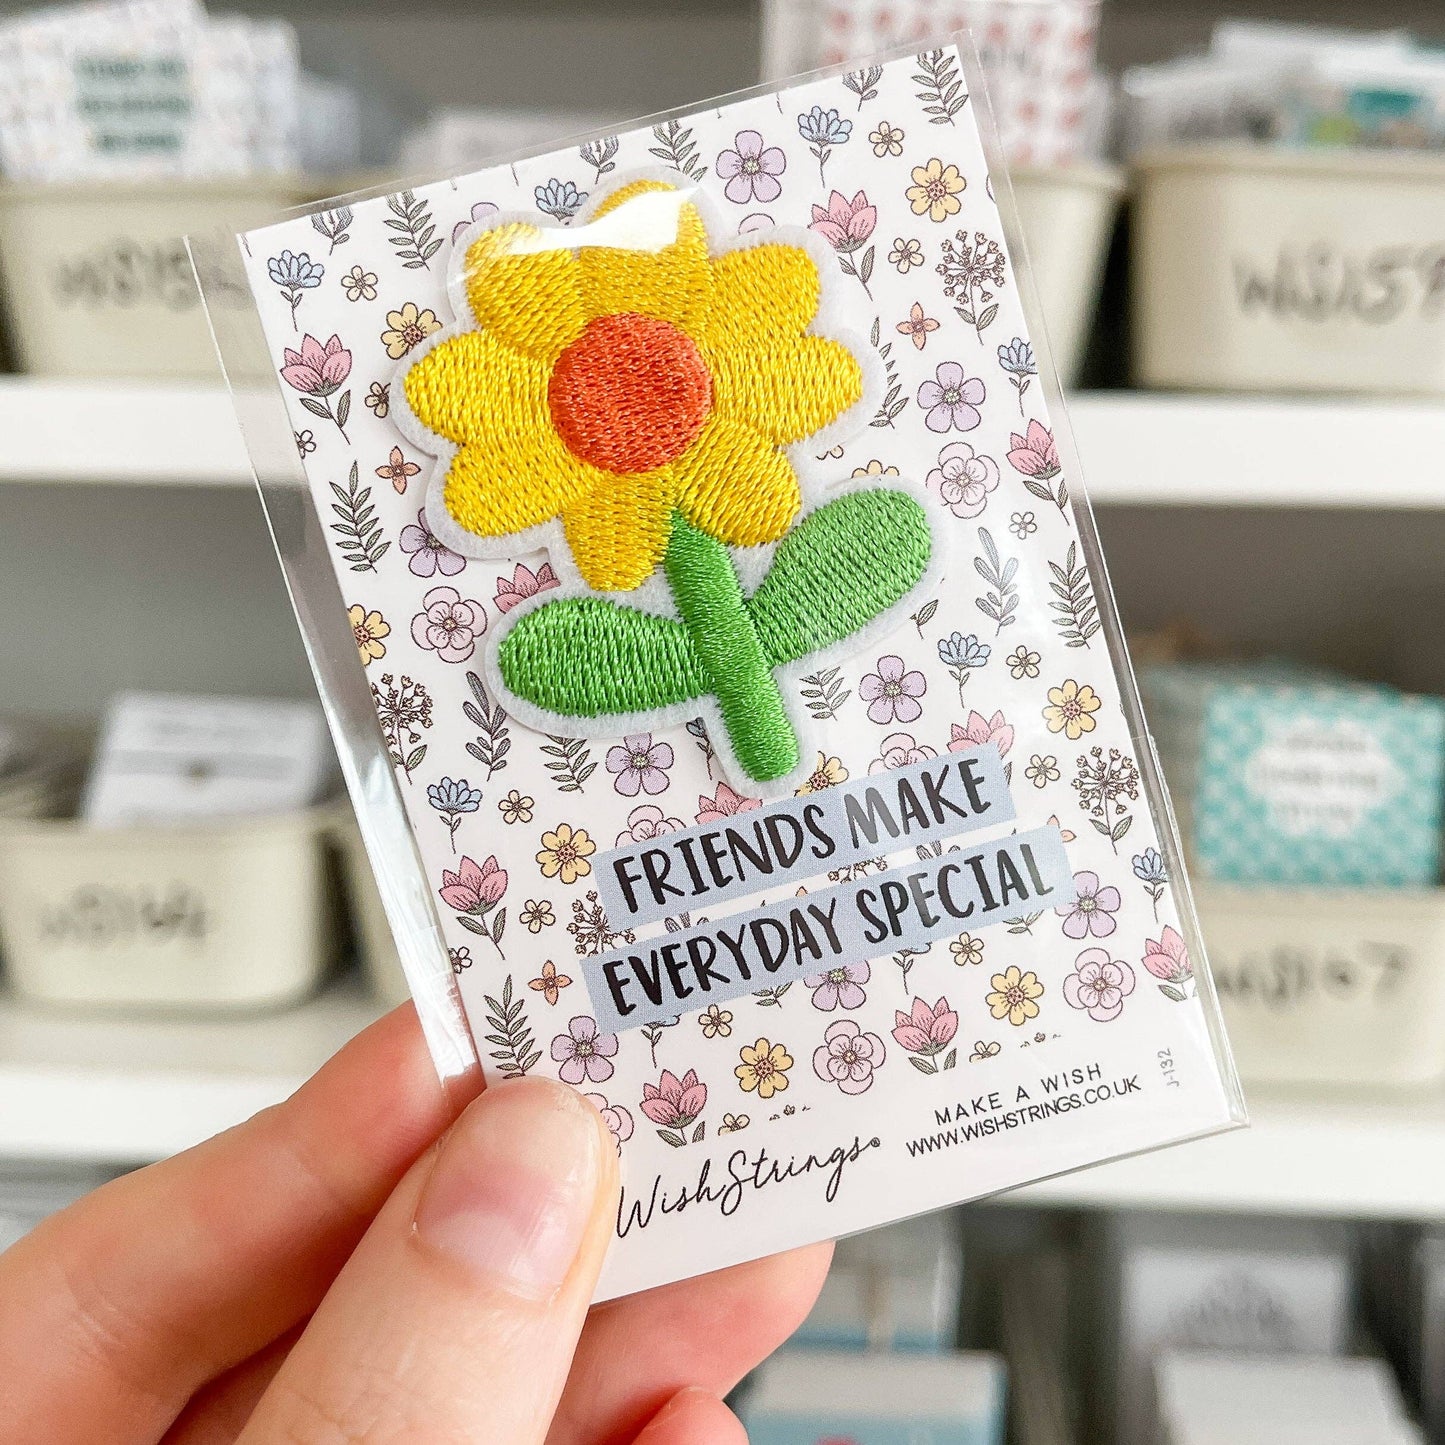 FRIENDS MAKE
EVERYDAY SPECIAL
WishStrings®
MAKE A WISH
WWW.WISHSTRINGS.CO.UK
J-132